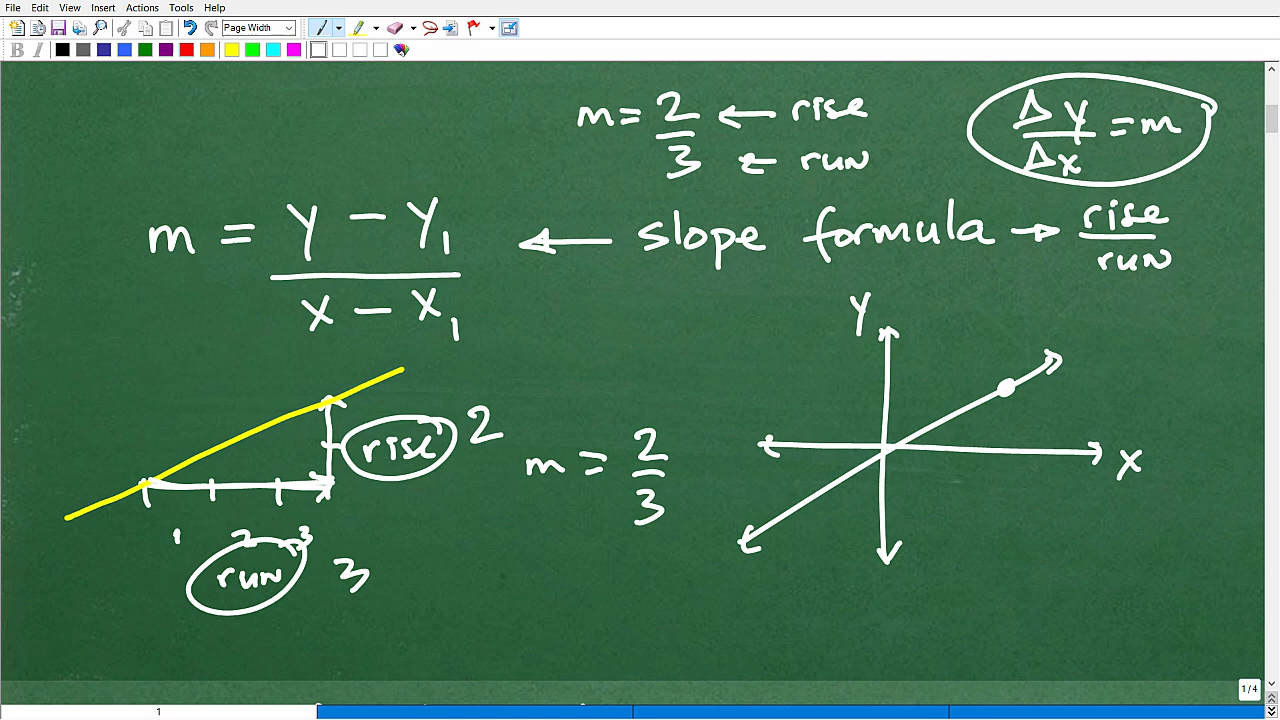 File Edit View Insert Actions Tools Help
Page Width
B I
m = 2/3 ← rise
← run
Δy/Δx = m
m = y - y₁ / x - x₁ ← slope formula → rise/run
y
rise 2
m = 2/3
x
1 2 3
run 3
1/4
1